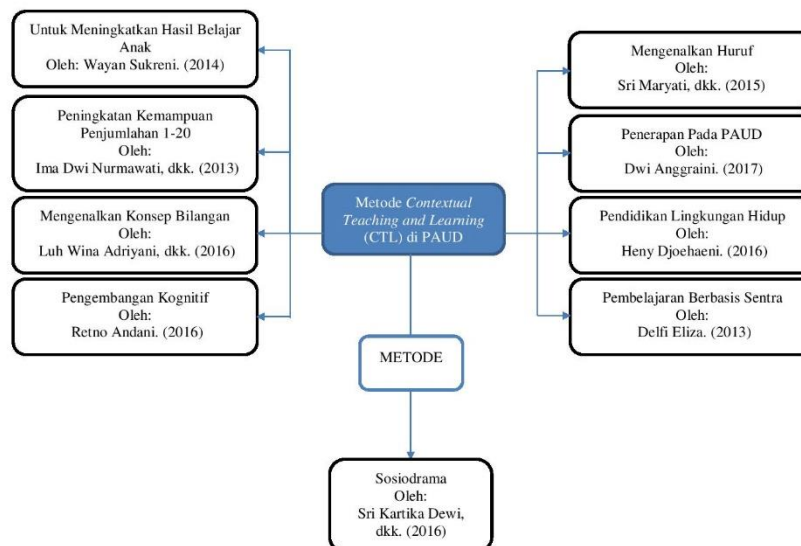 Untuk Meningkatkan Hasil Belajar
Anak
Oleh: Wayan Sukreni. (2014)
Peningkatan Kemampuan
Penjumlahan 1-20
Oleh:
Ima Dwi Nurmawati, dkk. (2013)
Mengenalkan Konsep Bilangan
Oleh:
Luh Wina Adriyani, dkk. (2016)
Pengembangan Kognitif
Oleh:
Retno Andani. (2016)
Metode Contextual
Teaching and Learning
(CTL) di PAUD
Mengenalkan Huruf
Oleh:
Sri Maryati, dkk. (2015)
Penerapan Pada PAUD
Oleh:
Dwi Anggraini. (2017)
Pendidikan Lingkungan Hidup
Oleh:
Heny Djoehaeni. (2016)
Pembelajaran Berbasis Sentra
Oleh:
Delfi Eliza. (2013)
METODE
Sosiodrama
Oleh:
Sri Kartika Dewi,
dkk. (2016)